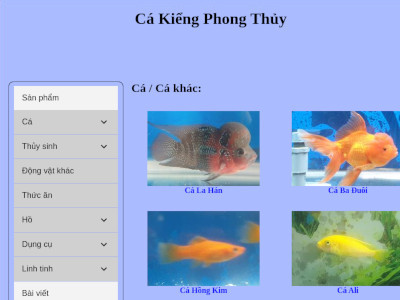 Cá Kiểng Phong Thủy
Cá / Cá khác:
Sản phẩm
Cá
Thủy sinh
Động vật khác
Thức ăn
Hồ
Dụng cụ
Linh tinh
Bài viết
Cá La Hán
Cá Ba Đuôi
Cá Hồng Kim
Cá Ali